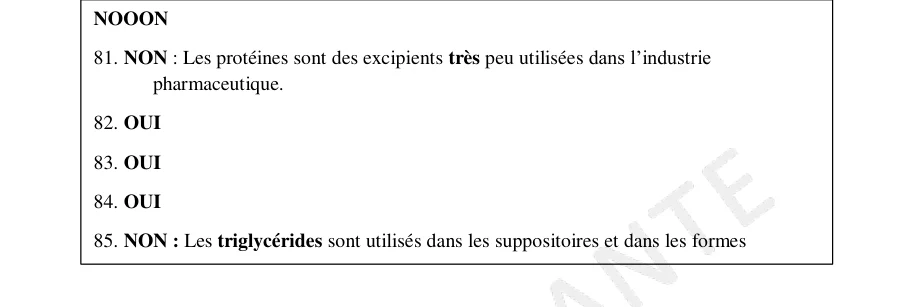 NOOON
81. NON : Les protéines sont des excipients très peu utilisées dans l'industrie
pharmaceutique.
82. OUI
83. OUI
84. OUI
85. NON : Les triglycérides sont utilisés dans les suppositoires et dans les formes
ANTE